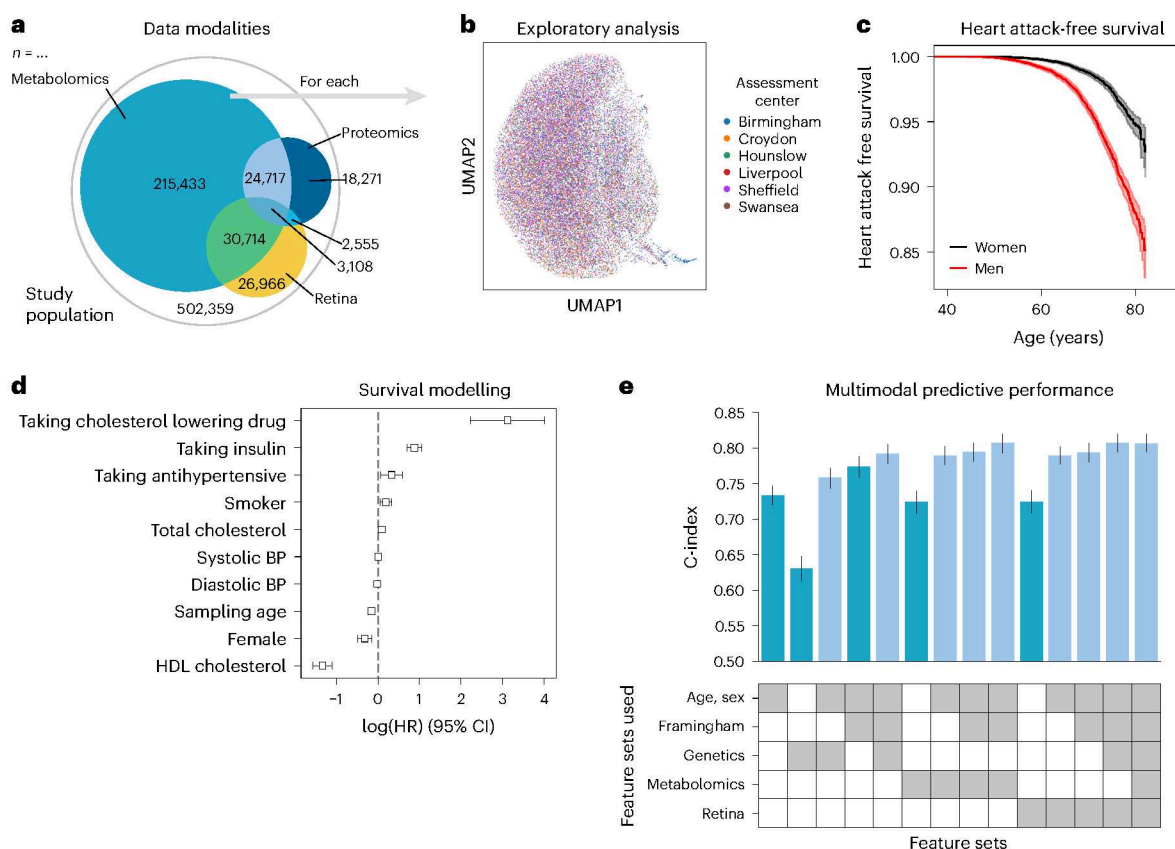 a
Data modalities
n = ...
Metabolomics
For each
Proteomics
215,433
24,717
18,271
30,714
2,555
3,108
26,966
Retina
Study
population
502,359
b
Exploratory analysis
UMAP2
UMAP1
Assessment
center
Birmingham
Croydon
Hounslow
Liverpool
Sheffield
Swansea
c
Heart attack-free survival
Heart attack free survival
1.00
0.95
0.90
0.85
Women
Men
40
60
80
Age (years)
d
Survival modelling
Taking cholesterol lowering drug
Taking insulin
Taking antihypertensive
Smoker
Total cholesterol
Systolic BP
Diastolic BP
Sampling age
Female
HDL cholesterol
−1
0
1
2
3
4
log(HR) (95% CI)
e
Multimodal predictive performance
C-index
0.85
0.80
0.75
0.70
0.65
0.60
0.55
0.50
Feature sets used
Age, sex
Framingham
Genetics
Metabolomics
Retina
Feature sets